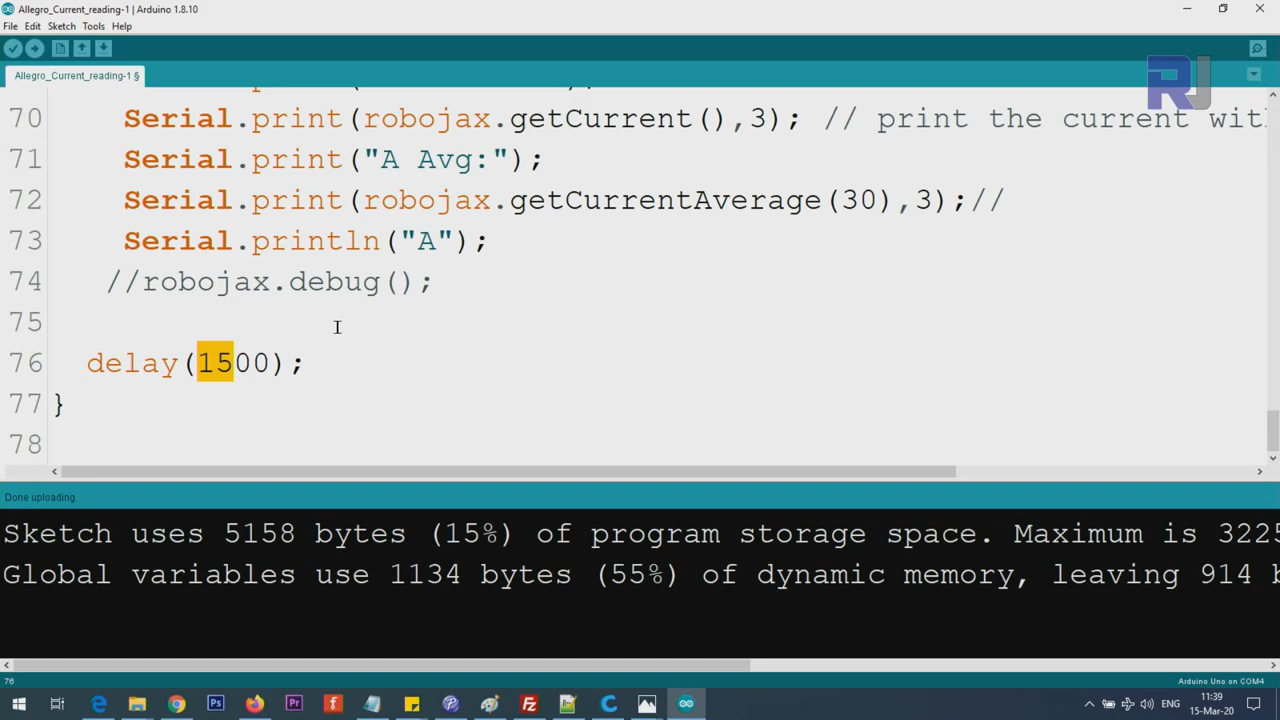 Allegro_Current_reading-1 | Arduino 1.8.10
File Edit Sketch Tools Help
Allegro_Current_reading-1 §
RJ
70 Serial.print(robojax.getCurrent(),3); // print the current wit
71 Serial.print("A Avg:");
72 Serial.print(robojax.getCurrentAverage(30),3);//
73 Serial.println("A");
74 //robojax.debug();
75
76 delay(1500);
77 }
78
Done uploading.
Sketch uses 5158 bytes (15%) of program storage space. Maximum is 3225
Global variables use 1134 bytes (55%) of dynamic memory, leaving 914 b
76
Arduino Uno on COM4
ENG
11:39
15-Mar-20